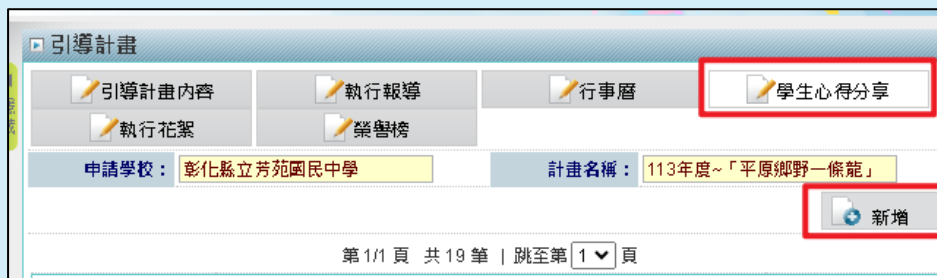 引導計畫
引導計畫內容 執行報導 行事曆 學生心得分享
執行花絮 榮譽榜
申請學校： 彰化縣立芳苑國民中學 計畫名稱： 113年度~「平原鄉野一條龍」
新增
第 1/1 頁 共 19 筆 | 跳至第 1 頁